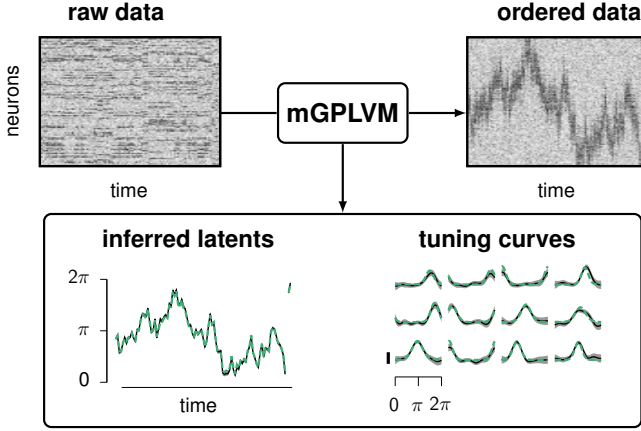 raw data
ordered data
neurons
mGPLVM
time
time
inferred latents
tuning curves
2π
π
0
time
0 π 2π